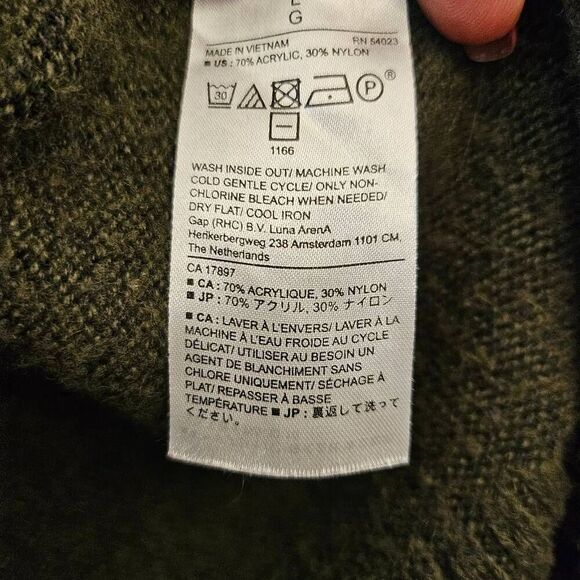 L
G
MADE IN VIETNAM RN 54023
■ US : 70% ACRYLIC, 30% NYLON
30 P ®
1166
WASH INSIDE OUT/ MACHINE WASH
COLD GENTLE CYCLE/ ONLY NON-
CHLORINE BLEACH WHEN NEEDED/
DRY FLAT/ COOL IRON
Gap (RHC) B.V. Luna ArenA
Herikerbergweg 238 Amsterdam 1101 CM,
The Netherlands
CA 17897
■ CA : 70% ACRYLIQUE, 30% NYLON
■ JP : 70% アクリル, 30% ナイロン
■ CA : LAVER À L'ENVERS/ LAVER À LA
MACHINE À L'EAU FROIDE AU CYCLE
DÉLICAT/ UTILISER AU BESOIN UN
AGENT DE BLANCHIMENT SANS
CHLORE UNIQUEMENT/ SÉCHAGE À
PLAT/ REPASSER À BASSE
TEMPÉRATURE ■ JP : 裏返して洗って
ください。